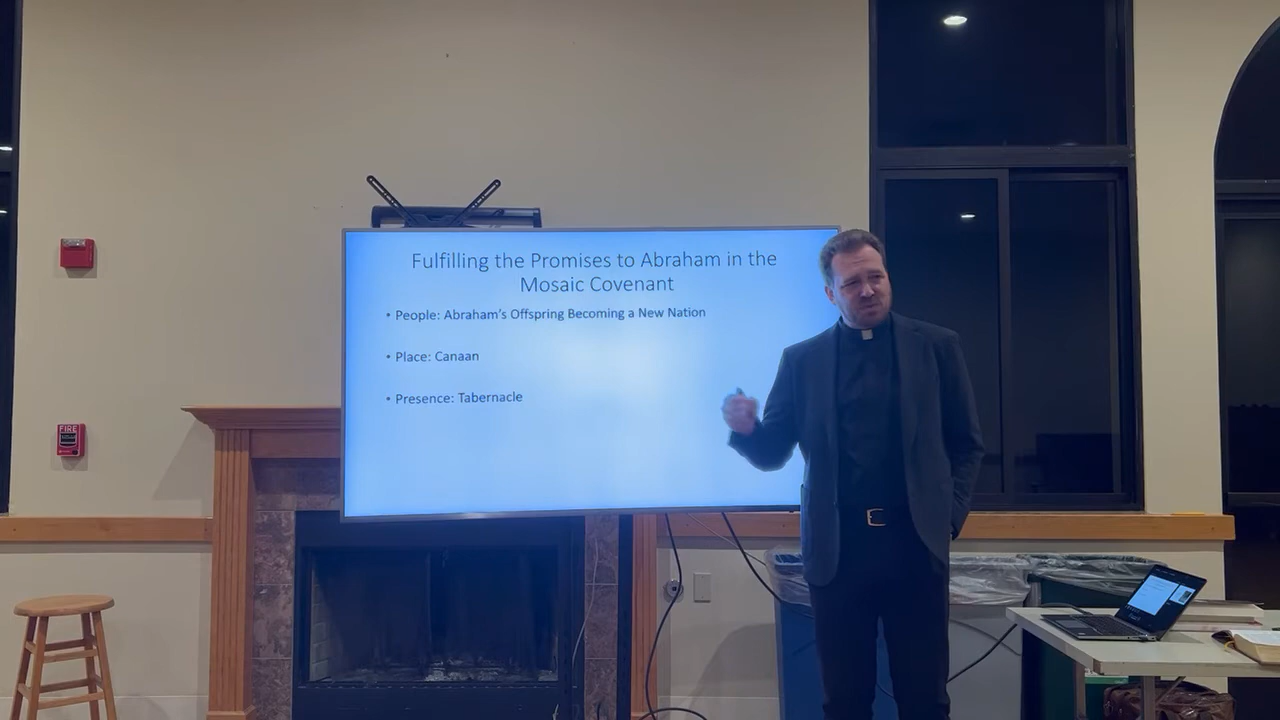 Fulfilling the Promises to Abraham in the
Mosaic Covenant
• People: Abraham's Offspring Becoming a New Nation
• Place: Canaan
• Presence: Tabernacle
FIRE